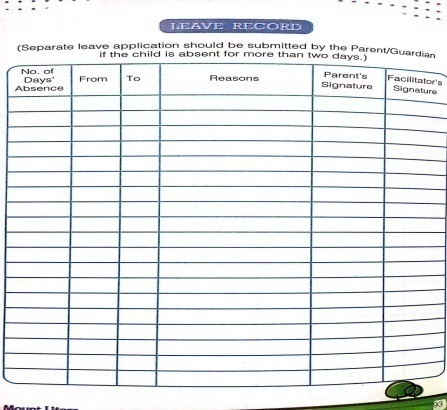 LEAVE RECORD
(Separate leave application should be submitted by the Parent/Guardian
if the child is absent for more than two days.)
No. of
Days'
Absence
From
To
Reasons
Parent's
Signature
Facilitator's
Signature
Mount
93